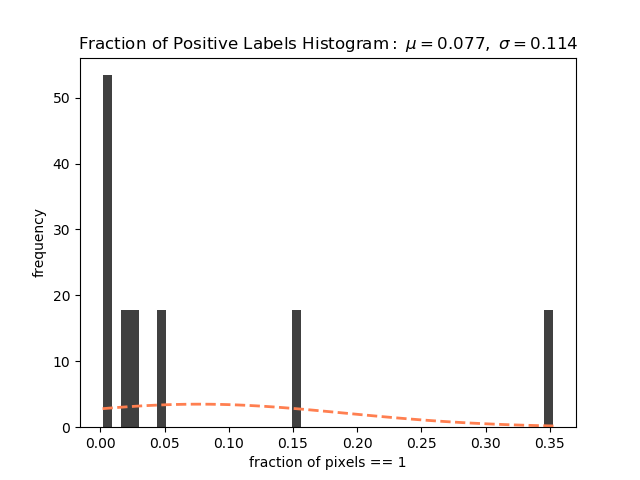 Fraction of Positive Labels Histogram: μ = 0.077, σ = 0.114
50
40
30
20
10
0
frequency
0.00 0.05 0.10 0.15 0.20 0.25 0.30 0.35
fraction of pixels == 1